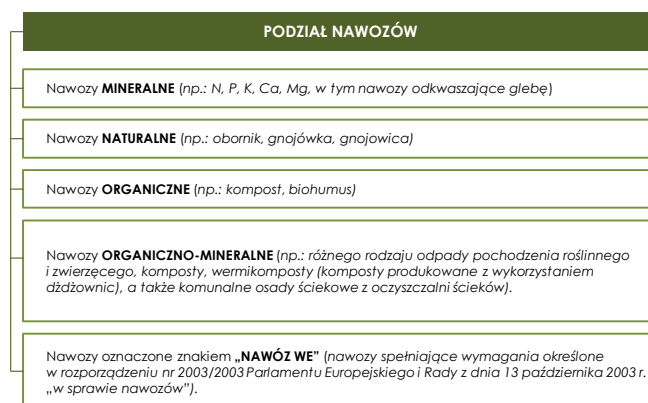 PODZIAŁ NAWOZÓW
Nawozy MINERALNE (np.: N, P, K, Ca, Mg, w tym nawozy odkwaszające glebę)
Nawozy NATURALNE (np.: obornik, gnojówka, gnojowica)
Nawozy ORGANICZNE (np.: kompost, biohumus)
Nawozy ORGANICZNO-MINERALNE (np.: różnego rodzaju odpady pochodzenia roślinnego
i zwierzęcego, komposty, wermikomposty (komposty produkowane z wykorzystaniem
dżdżownic), a także komunalne osady ściekowe z oczyszczalni ścieków).
Nawozy oznaczone znakiem „NAWÓZ WE" (nawozy spełniające wymagania określone
w rozporządzeniu nr 2003/2003 Parlamentu Europejskiego i Rady z dnia 13 października 2003 r.
„w sprawie nawozów").